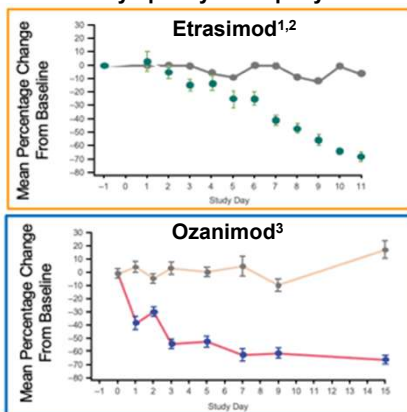 Etrasimod1,2
Mean Percentage Change
From Baseline
30
20
10
0
−10
−20
−30
−40
−50
−60
−70
−80
−1 0 1 2 3 4 5 6 7 8 9 10 11
Study Day
Ozanimod3
Mean Percentage Change
From Baseline
30
20
10
0
−10
−20
−30
−40
−50
−60
−70
−80
−1 0 1 2 3 4 5 6 7 8 9 10 11 12 13 14 15
Study Day